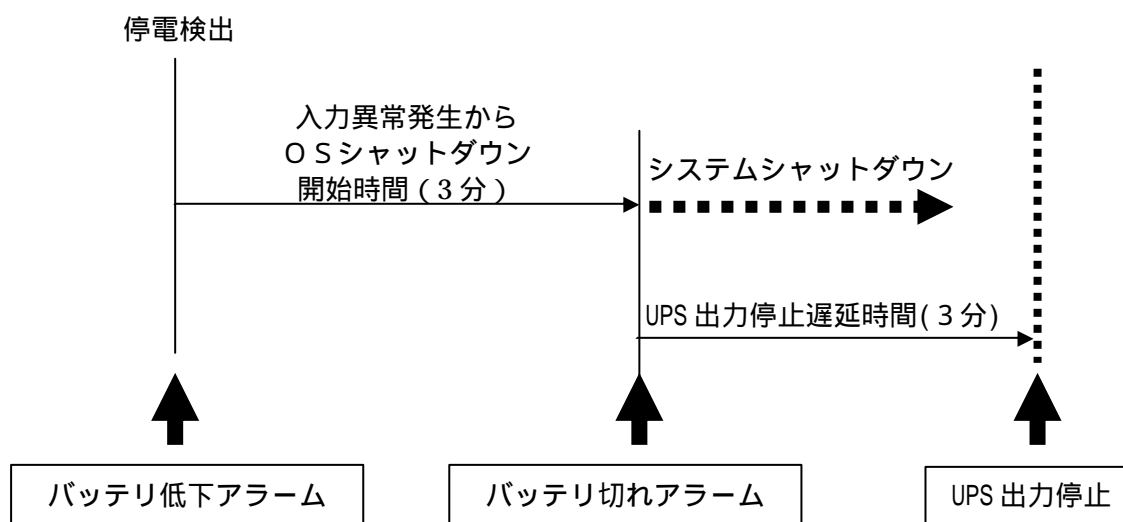 停電検出
入力異常発生から
ＯＳシャットダウン
開始時間(３分)
システムシャットダウン
UPS 出力停止遅延時間(３分)
バッテリ低下アラーム
バッテリ切れアラーム
UPS 出力停止